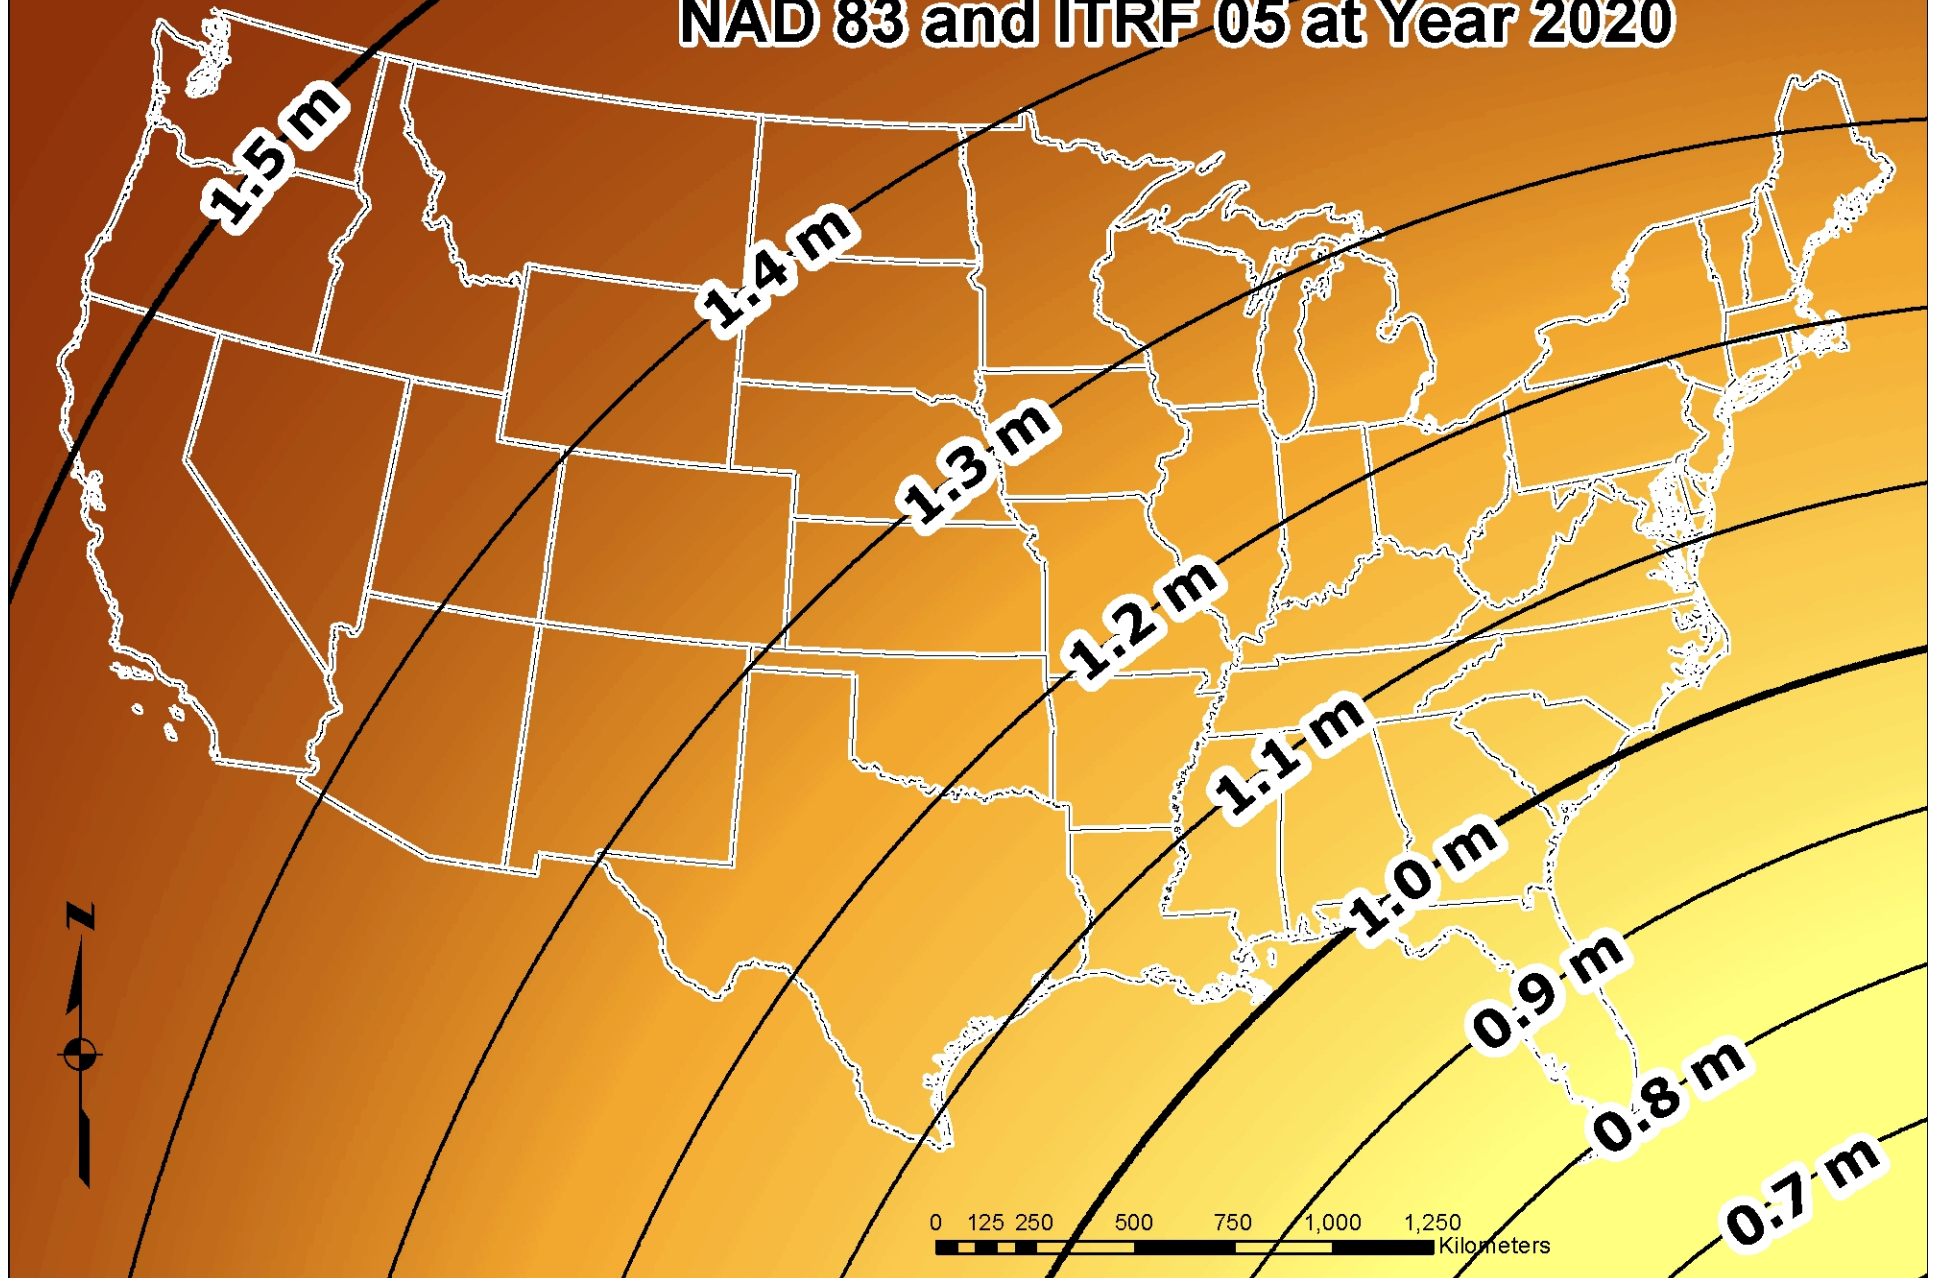 NAD 83 and ITRF 05 at Year 2020
1.5 m
1.4 m
1.3 m
1.2 m
1.1 m
1.0 m
0.9 m
0.8 m
0.7 m
N
0 125 250 500 750 1,000 1,250
Kilometers